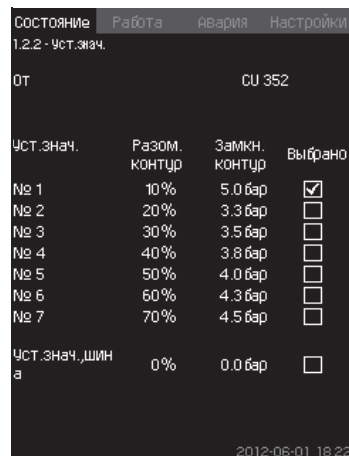 Состояние Работа Авария Настройки
1.2.2 - Уст.знач.
От CU 352
Уст.знач. Разом. контур Замкн. контур Выбрано
№ 1 10% 5.0 бар
№ 2 20% 3.3 бар
№ 3 30% 3.5 бар
№ 4 40% 3.8 бар
№ 5 50% 4.0 бар
№ 6 60% 4.3 бар
№ 7 70% 4.5 бар
Уст.знач.,шин
а 0% 0.0 бар
2012-06-01 18:22